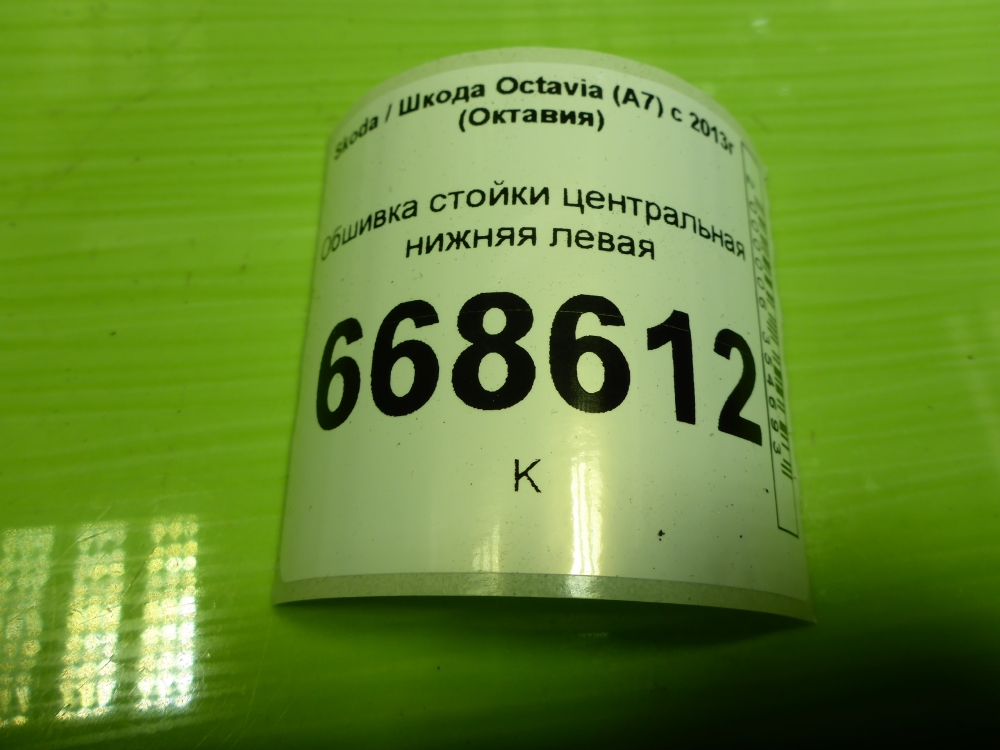 Skoda / Шкода Octavia (A7) с 2013г
(Октавия)
Обшивка стойки центральная
нижняя левая
668612
К